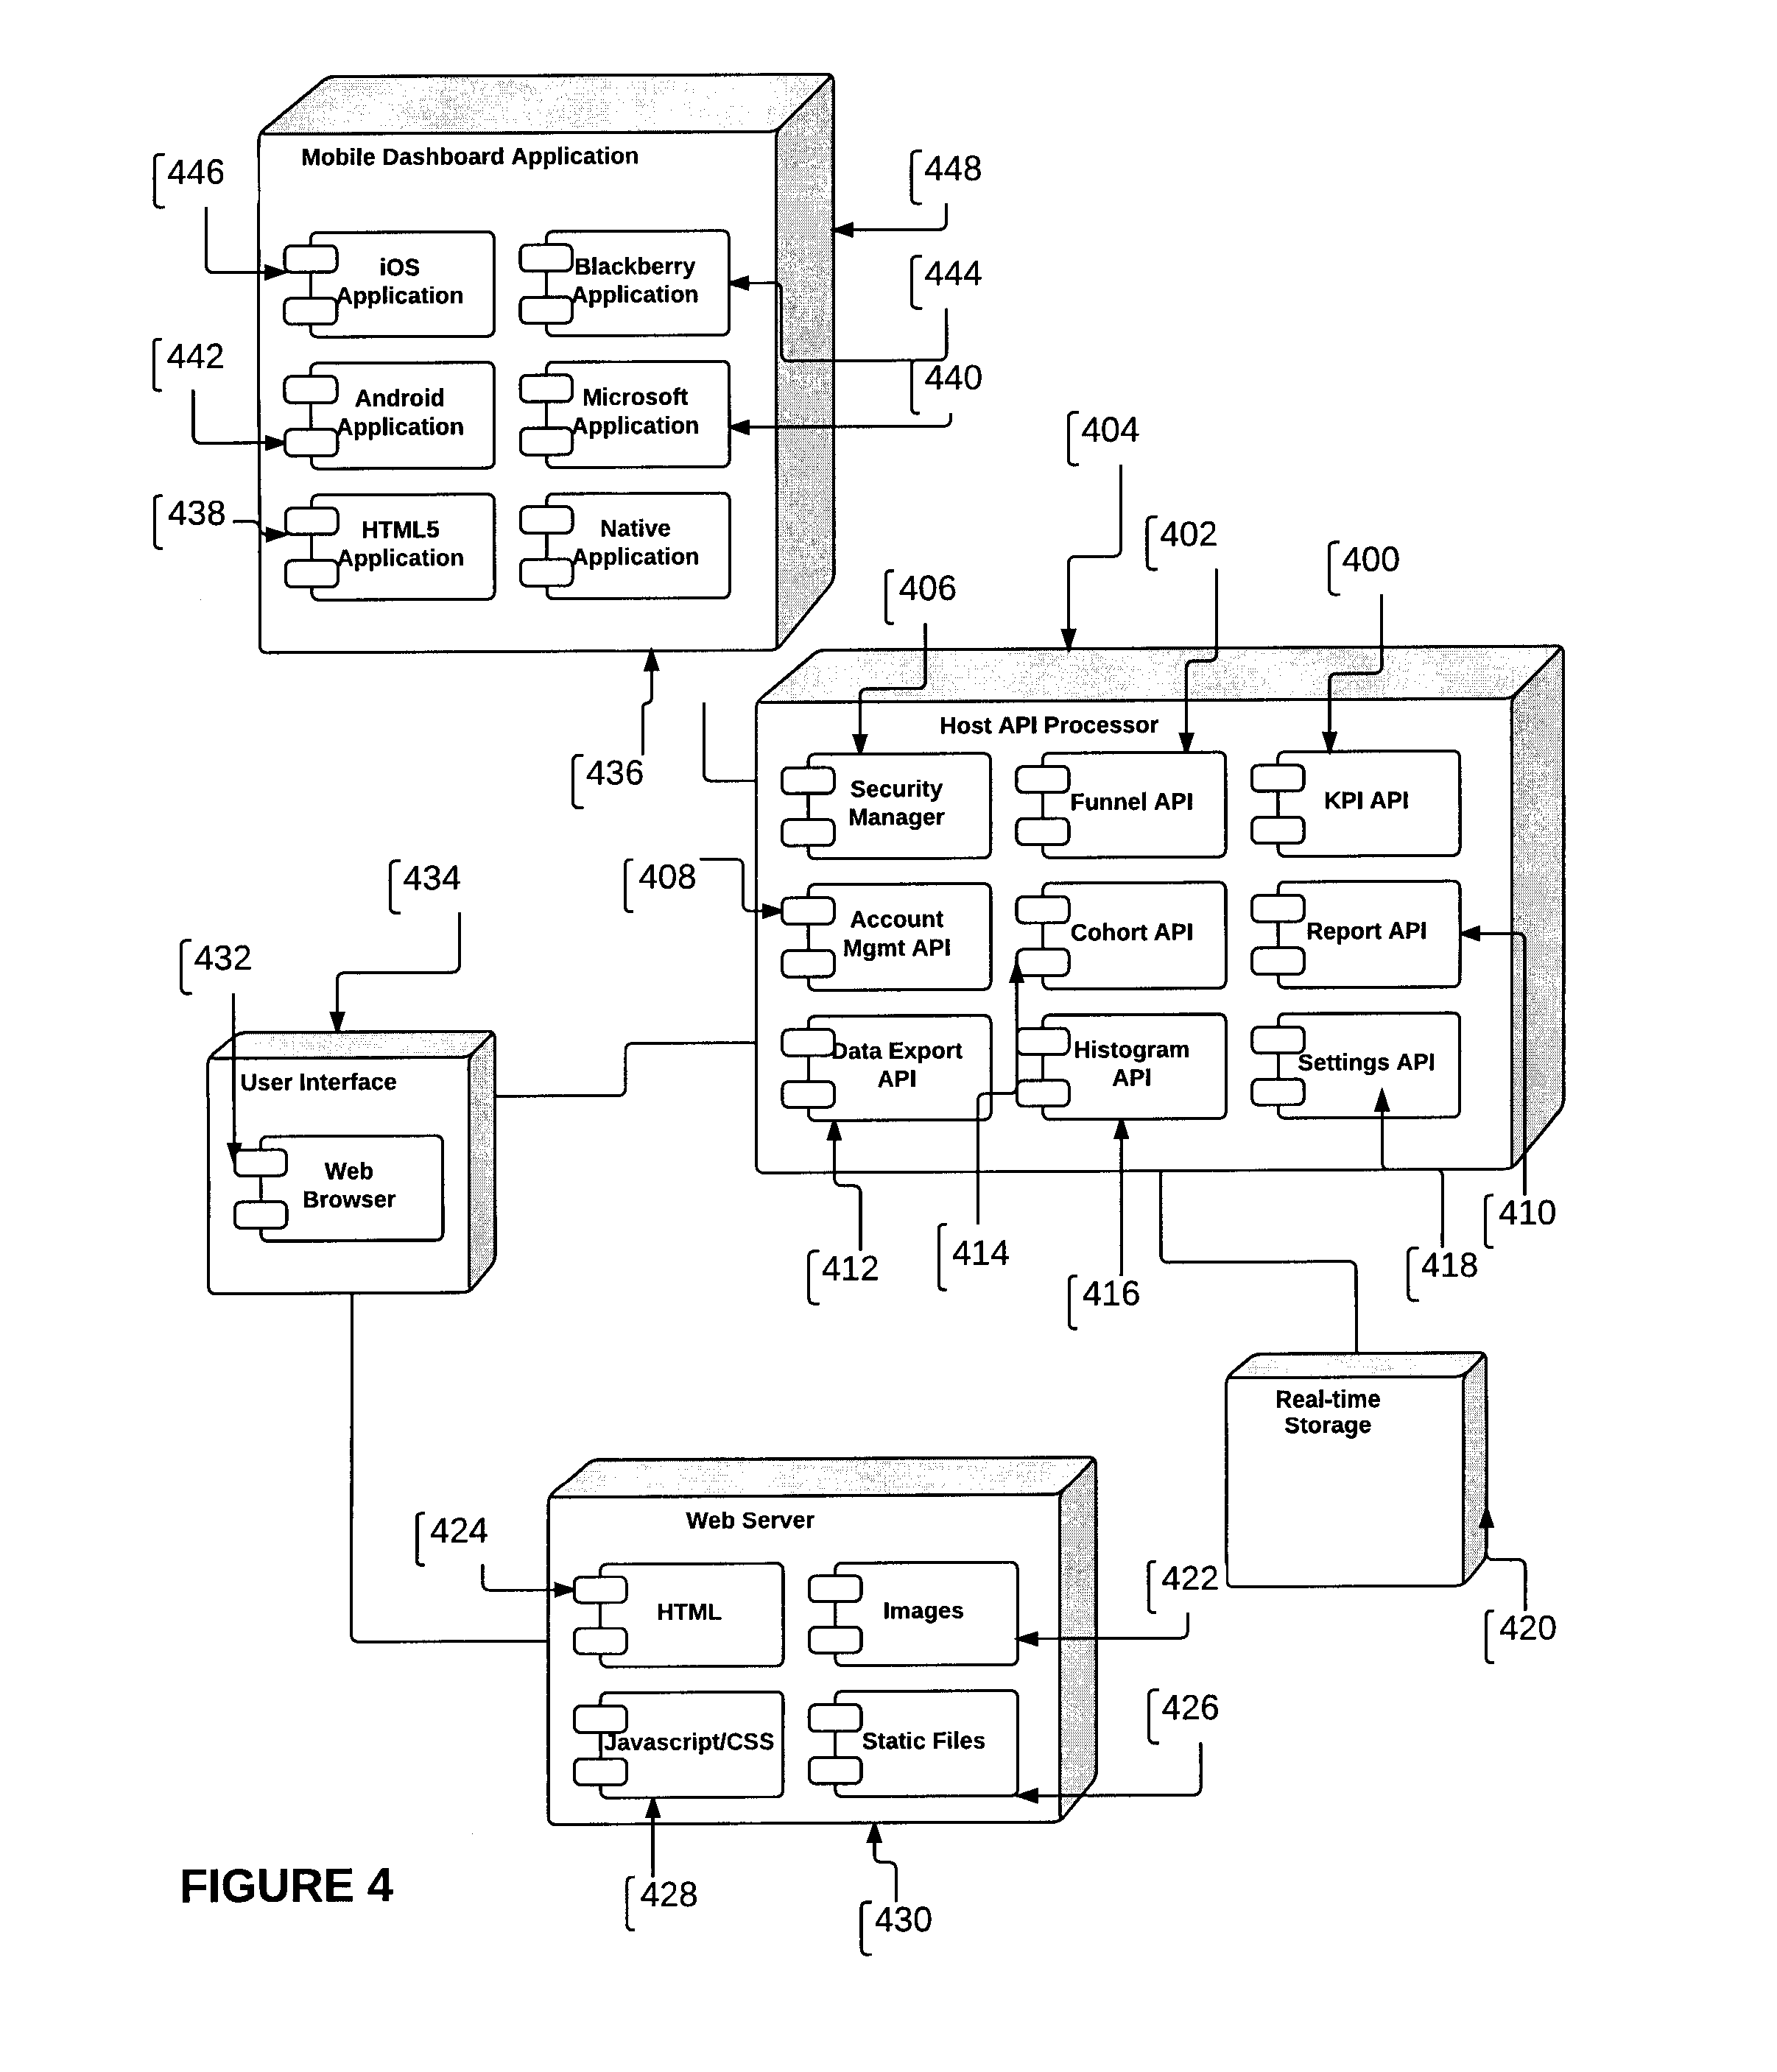 Mobile Dashboard Application
446
448
iOS
Application
Blackberry
Application
444
442
Android
Application
Microsoft
Application
440
438
HTML5
Application
Native
Application
404
402
400
406
436
Host API Processor
Security
Manager
Funnel API
KPI API
408
Account
Mgmt API
Cohort API
Report API
Data Export
API
Histogram
API
Settings API
434
432
User Interface
Web
Browser
412
414
416
418
410
Real-time
Storage
420
Web Server
424
HTML
Images
422
Javascript/CSS
Static Files
426
428
430
FIGURE 4